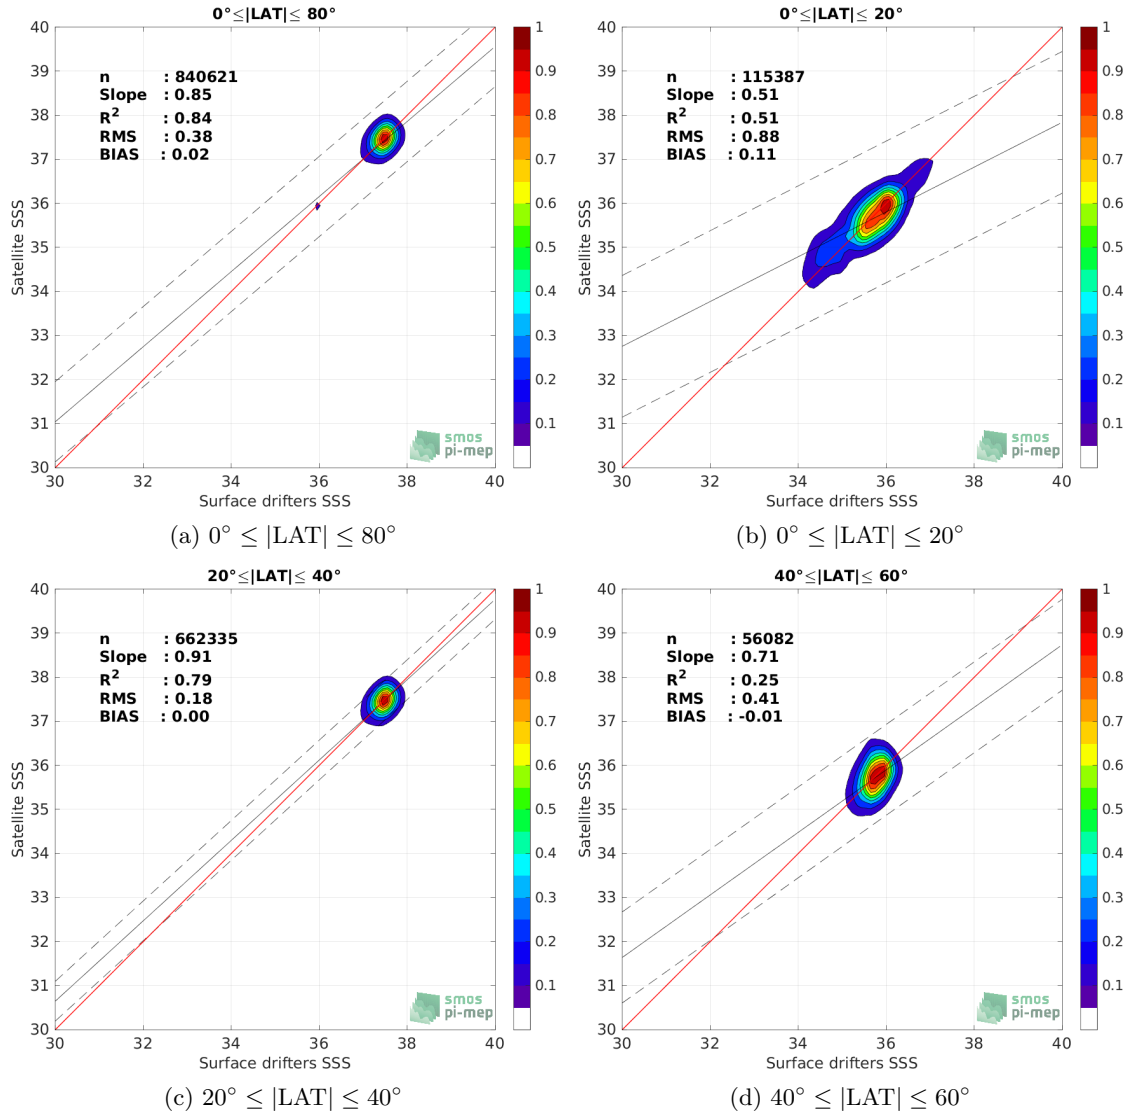 0°≤|LAT|≤ 80°
Satellite SSS
40
39
38
37
36
35
34
33
32
31
30
n : 840621
Slope : 0.85
R² : 0.84
RMS : 0.38
BIAS : 0.02
smos
pi-mep
30 32 34 36 38 40
Surface drifters SSS
1
0.9
0.8
0.7
0.6
0.5
0.4
0.3
0.2
0.1
(a) 0° ≤ |LAT| ≤ 80°
0°≤|LAT|≤ 20°
Satellite SSS
40
39
38
37
36
35
34
33
32
31
30
n : 115387
Slope : 0.51
R² : 0.51
RMS : 0.88
BIAS : 0.11
smos
pi-mep
30 32 34 36 38 40
Surface drifters SSS
1
0.9
0.8
0.7
0.6
0.5
0.4
0.3
0.2
0.1
(b) 0° ≤ |LAT| ≤ 20°
20°≤|LAT|≤ 40°
Satellite SSS
40
39
38
37
36
35
34
33
32
31
30
n : 662335
Slope : 0.91
R² : 0.79
RMS : 0.18
BIAS : 0.00
smos
pi-mep
30 32 34 36 38 40
Surface drifters SSS
1
0.9
0.8
0.7
0.6
0.5
0.4
0.3
0.2
0.1
(c) 20° ≤ |LAT| ≤ 40°
40°≤|LAT|≤ 60°
Satellite SSS
40
39
38
37
36
35
34
33
32
31
30
n : 56082
Slope : 0.71
R² : 0.25
RMS : 0.41
BIAS : -0.01
smos
pi-mep
30 32 34 36 38 40
Surface drifters SSS
1
0.9
0.8
0.7
0.6
0.5
0.4
0.3
0.2
0.1
(d) 40° ≤ |LAT| ≤ 60°